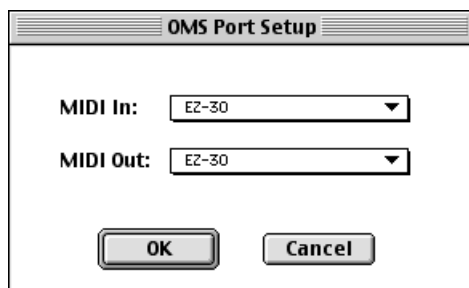 OMS Port Setup
MIDI In: EZ-30
MIDI Out: EZ-30
OK Cancel